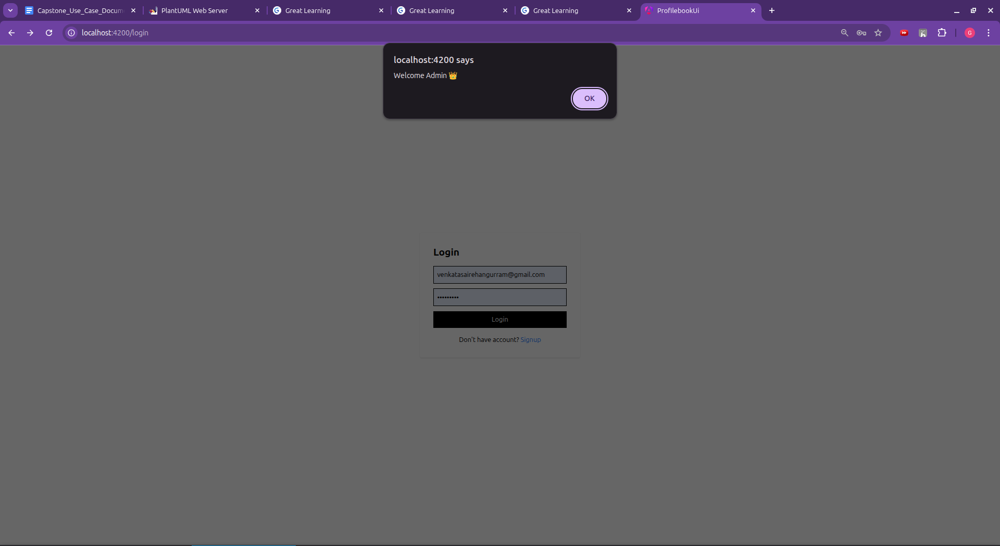 Capstone_Use_Case_Docum
PlantUML Web Server
Great Learning
Great Learning
Great Learning
ProfilebookUi
localhost:4200/login
G
localhost:4200 says
Welcome Admin 👑
OK
Login
venkatasairehangurram@gmail.com
•••••••••
Login
Don't have account? Signup